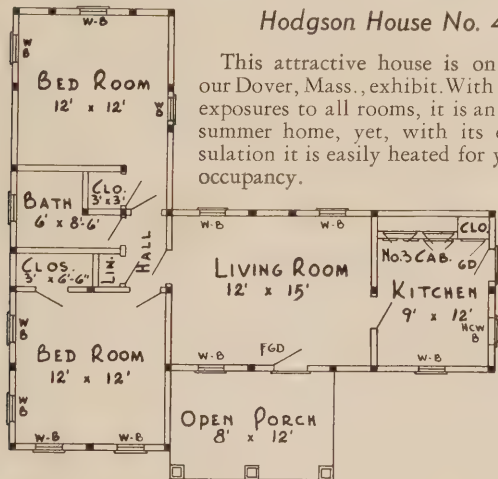 Hodgson House No. 4
This attractive house is on
our Dover, Mass., exhibit. With
exposures to all rooms, it is an
summer home, yet, with its
sulation it is easily heated for
occupancy.
W-B
W
B
BED ROOM
12' x 12'
W
B
BATH
6' x 8'-6"
CLO.
3' x 3'
CLOS.
3' x 6'-6"
LIN.
HALL
W-B
W-B
LIVING ROOM
12' x 15'
CLO.
No.3 CAB.
GD
KITCHEN
9' x 12'
HCW
B
W-B
W
B
BED ROOM
12' x 12'
W
B
W-B
W-B
W-B
FGD
OPEN PORCH
8' x 12'